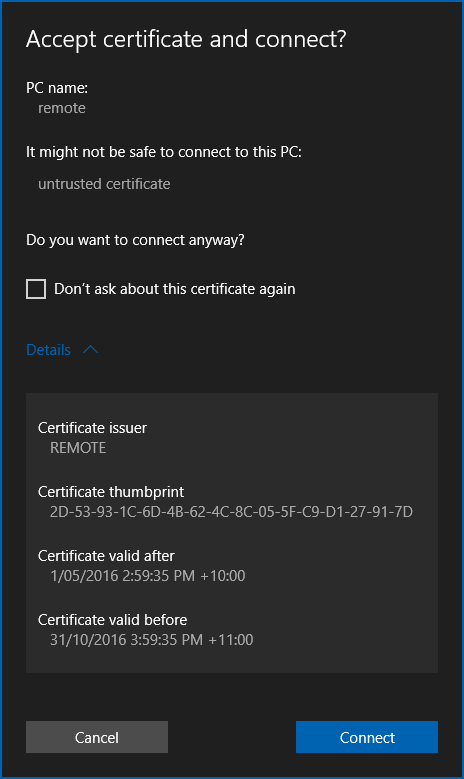 Accept certificate and connect?
PC name:
remote
It might not be safe to connect to this PC:
untrusted certificate
Do you want to connect anyway?
Don't ask about this certificate again
Details
Certificate issuer
REMOTE
Certificate thumbprint
2D-53-93-1C-6D-4B-62-4C-8C-05-5F-C9-D1-27-91-7D
Certificate valid after
1/05/2016 2:59:35 PM +10:00
Certificate valid before
31/10/2016 3:59:35 PM +11:00
Cancel
Connect